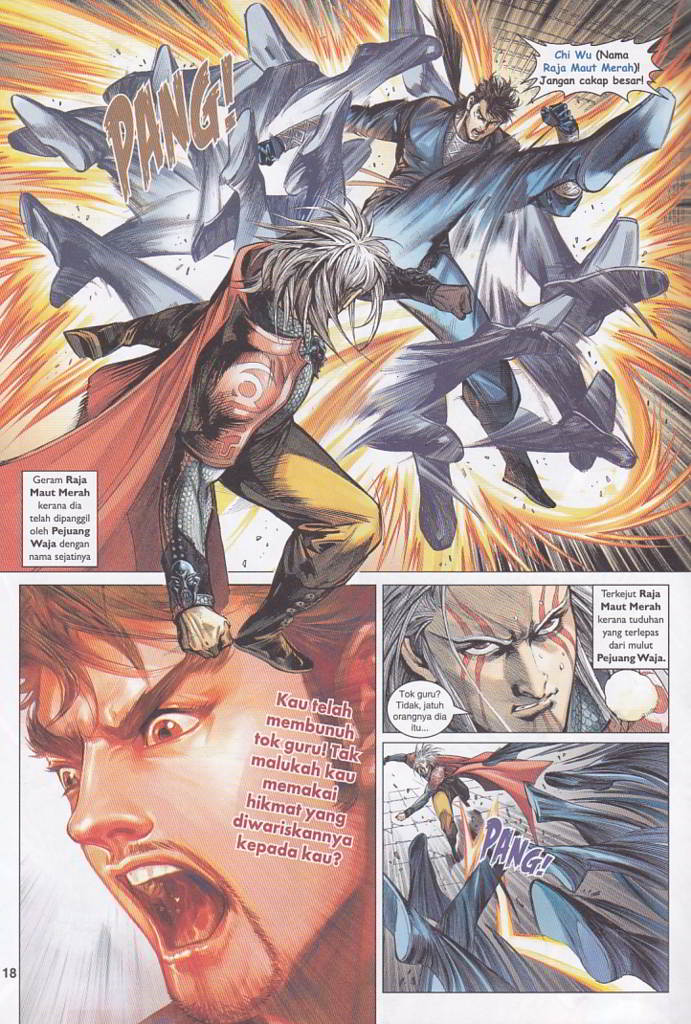 Chi Wu (Nama
Raja Maut Merah)!
Jangan cakap besar!
PANG!
Geram Raja
Maut Merah
kerana dia
telah dipanggil
oleh Pejuang
Waja dengan
nama sejatinya
Kau telah
membunuh
tok guru! Tak
malukah kau
memakai
hikmat yang
diwariskannya
kepada kau?
Terkejut Raja
Maut Merah
kerana tuduhan
yang terlepas
dari mulut
Pejuang Waja.
Tok guru?
Tidak, jatuh
orangnya dia
itu...
PANG!
18